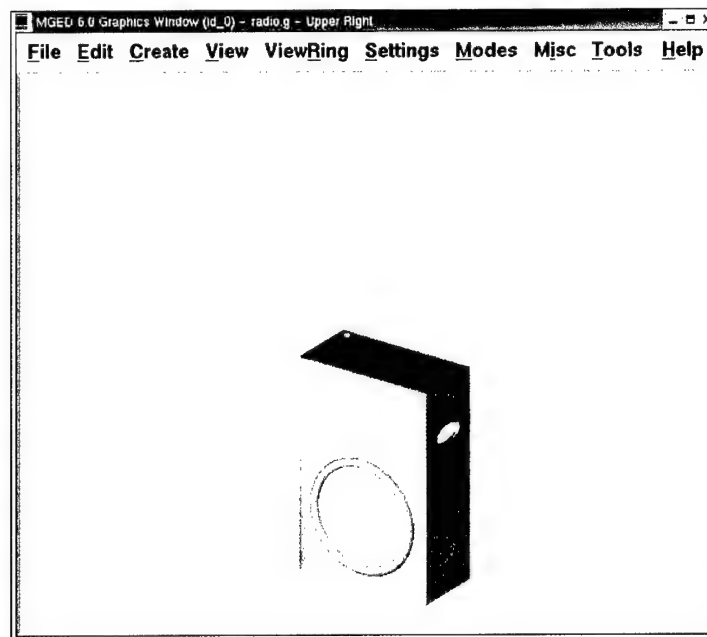 MGED 6.0 Graphics Window (id_0) - radio.g - Upper Right
File Edit Create View ViewRing Settings Modes Misc Tools Help